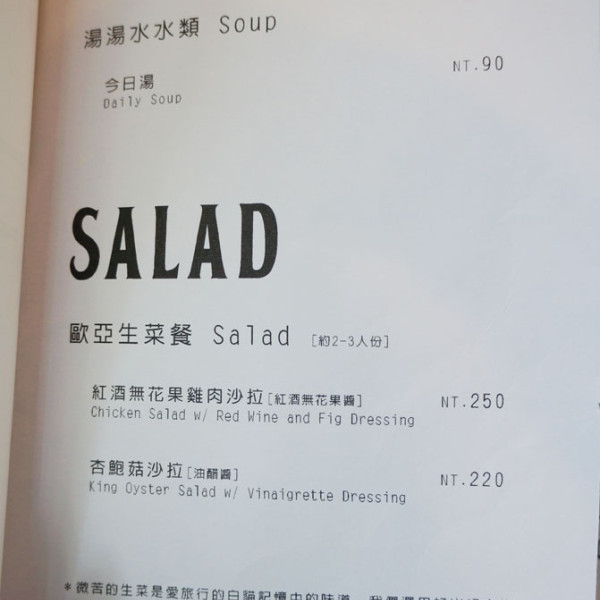 湯湯水水類 Soup
今日湯 NT.90
Daily Soup
SALAD
歐亞生菜餐 Salad [約2-3人份]
紅酒無花果雞肉沙拉[紅酒無花果醬] NT.250
Chicken Salad w/ Red Wine and Fig Dressing
杏鮑菇沙拉[油醋醬] NT.220
King Oyster Salad w/ Vinaigrette Dressing
*微苦的生菜是愛旅行的白貓記憶中的味道，我們選用